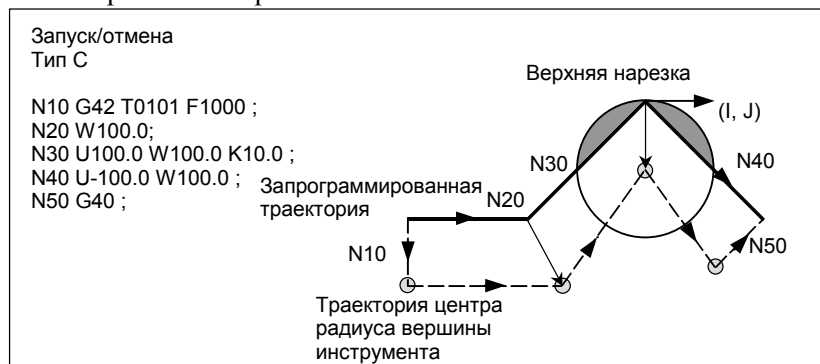 Запуск/отмена
Тип C
N10 G42 T0101 F1000 ;
N20 W100.0;
N30 U100.0 W100.0 K10.0 ;
N40 U-100.0 W100.0 ;
N50 G40 ;
Верхняя нарезка
(I, J)
N30
N40
Запрограммированная
траектория
N20
N10
N50
Траектория центра
радиуса вершины
инструмента